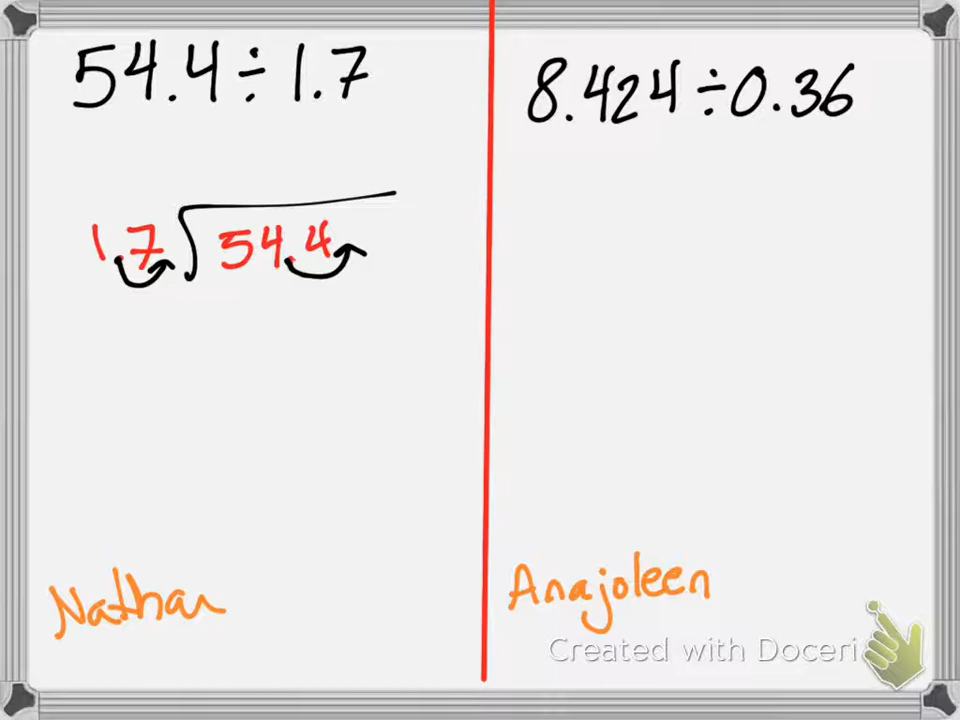 54.4 ÷ 1.7
1.7 54.4
Nathan
8.424 ÷ 0.36
Anajoleen
Created with Doceri